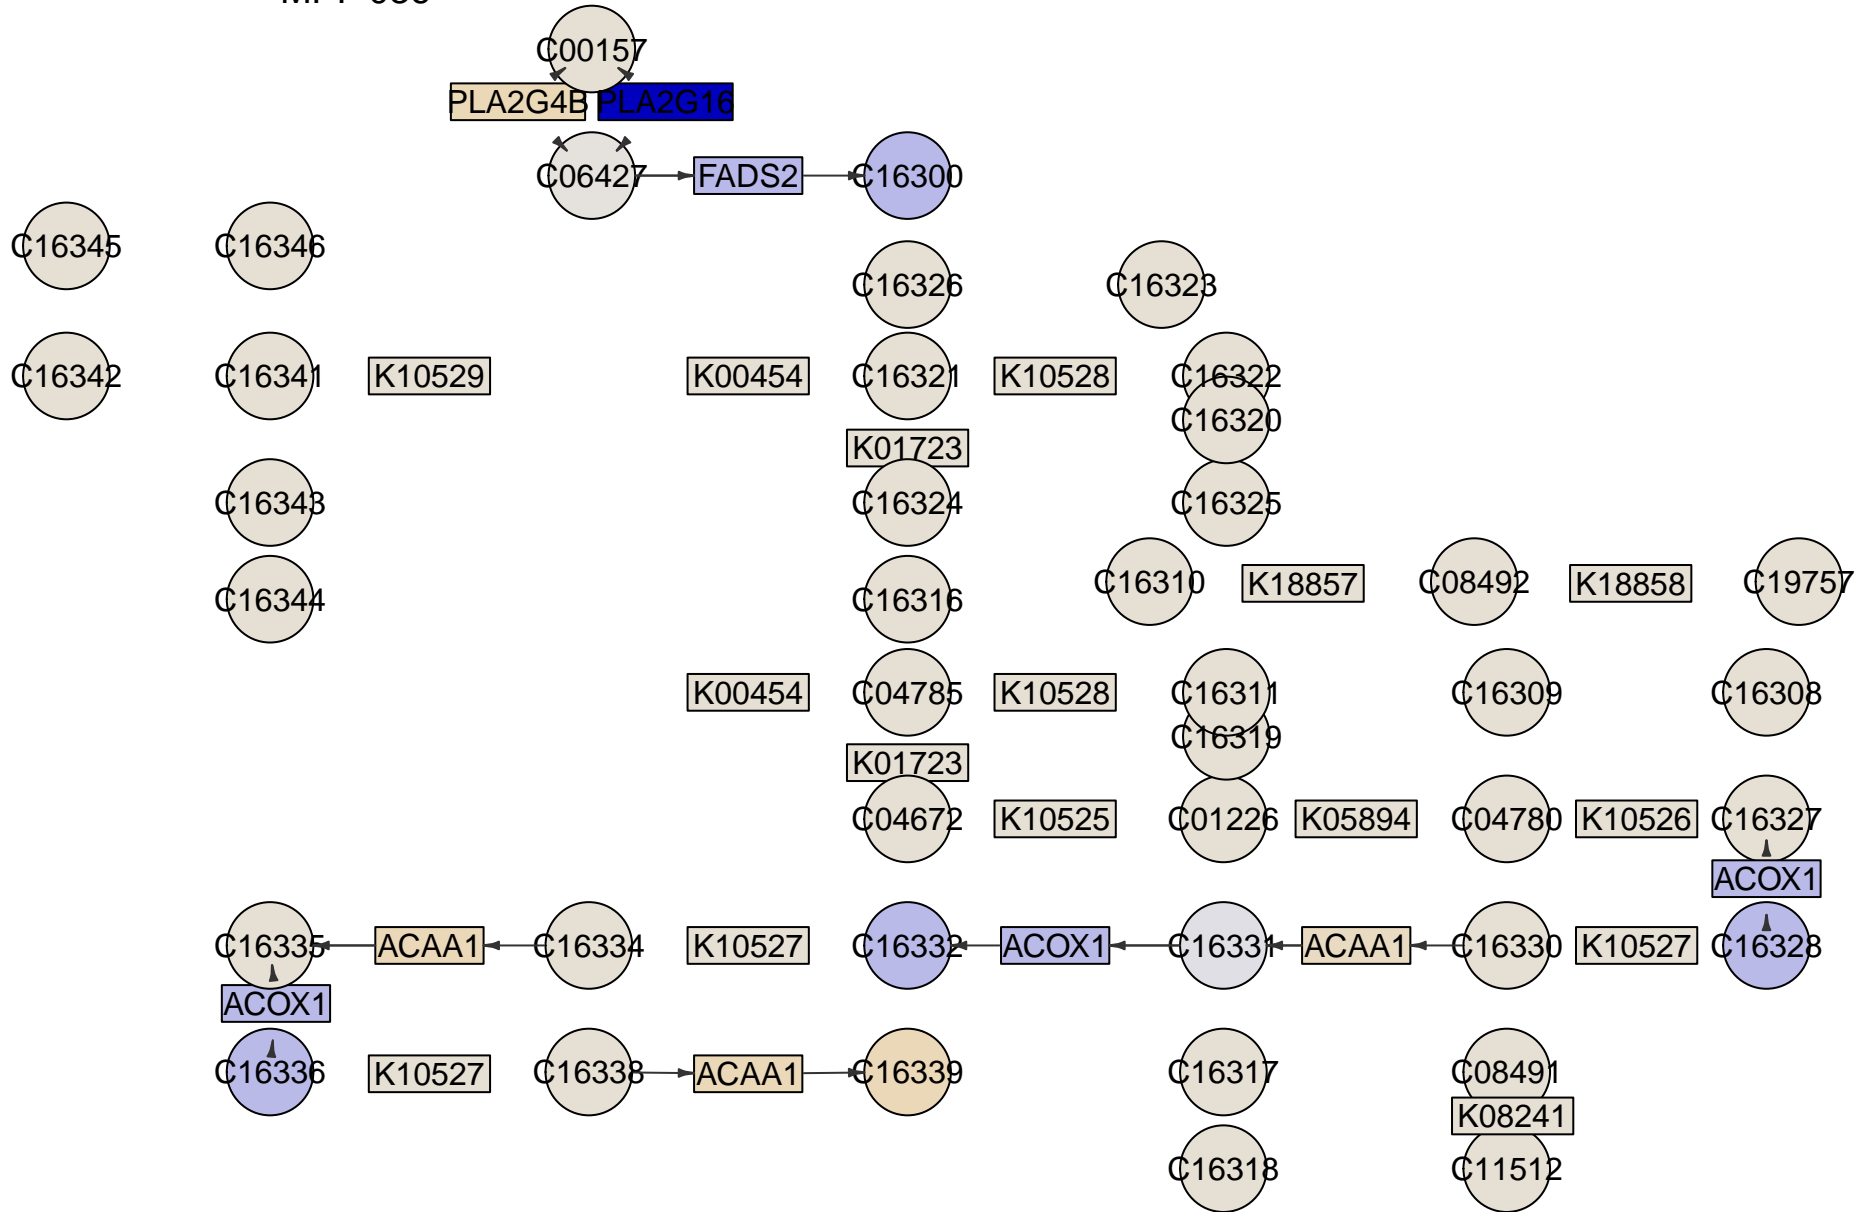 C00157
PLA2G4B PLA2G16
C06427 FADS2 C16300
C16345 C16346
C16326 C16323
C16342 C16341 K10529 K00454 C16321 K10528 C16322
C16320
K01723
C16343 C16324 C16325
C16310 K18857 C08492 K18858 C19757
C16344 C16316
K00454 C04785 K10528 C16311 C16309 C16308
C16319
K01723
C04672 K10525 C01226 K05894 C04780 K10526 C16327
ACOX1
C16335 ACAA1 C16334 K10527 C16332 ACOX1 C16331 ACAA1 C16330 K10527 C16328
ACOX1
C16336 K10527 C16338 ACAA1 C16339 C16317 C08491
K08241
C16318 C11512